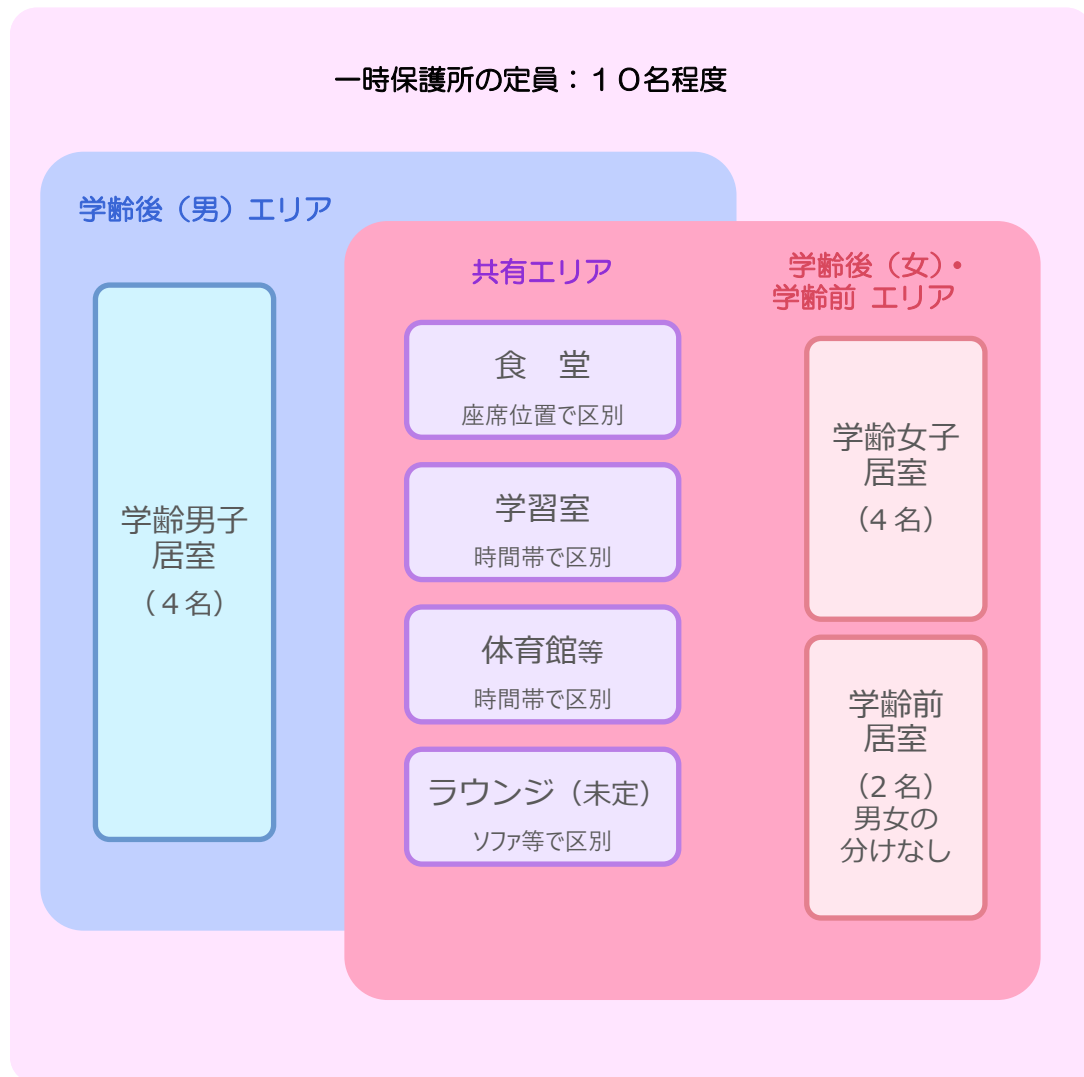 一時保護所の定員：１０名程度
学齢後（男）エリア
学齢男子
居室
（４名）
共有エリア
食　堂
座席位置で区別
学習室
時間帯で区別
体育館等
時間帯で区別
ラウンジ（未定）
ソファ等で区別
学齢後（女）・
学齢前 エリア
学齢女子
居室
（4 名）
学齢前
居室
（2 名）
男女の
分けなし